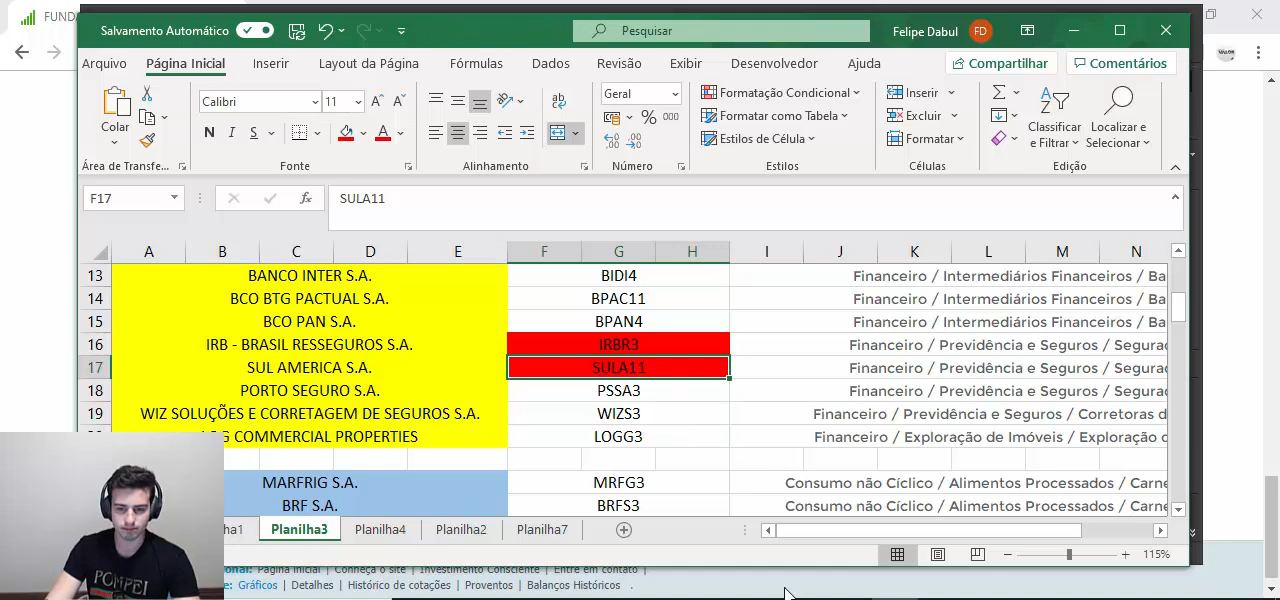 FUND
Salvamento Automático
Pesquisar
Felipe Dabul
FD
Arquivo
Página Inicial
Inserir
Layout da Página
Fórmulas
Dados
Revisão
Exibir
Desenvolvedor
Ajuda
Compartilhar
Comentários
Colar
Calibri
11
N I S
Geral
% 000
Formatação Condicional
Formatar como Tabela
Estilos de Célula
Inserir
Excluir
Formatar
Classificar
e Filtrar
Localizar e
Selecionar
Área de Transfe...
Fonte
Alinhamento
Número
Estilos
Células
Edição
F17
fx
SULA11
A B C D E F G H I J K L M N
13 BANCO INTER S.A. BIDI4 Financeiro / Intermediários Financeiros / Ba
14 BCO BTG PACTUAL S.A. BPAC11 Financeiro / Intermediários Financeiros / Ba
15 BCO PAN S.A. BPAN4 Financeiro / Intermediários Financeiros / Ba
16 IRB - BRASIL RESSEGUROS S.A. IRBR3 Financeiro / Previdência e Seguros / Segurad
17 SUL AMERICA S.A. SULA11 Financeiro / Previdência e Seguros / Segurad
18 PORTO SEGURO S.A. PSSA3 Financeiro / Previdência e Seguros / Segurad
19 WIZ SOLUÇÕES E CORRETAGEM DE SEGUROS S.A. WIZS3 Financeiro / Previdência e Seguros / Corretoras d
COMMERCIAL PROPERTIES LOGG3 Financeiro / Exploração de Imóveis / Exploração
MARFRIG S.A. MRFG3 Consumo não Cíclico / Alimentos Processados / Carne
BRF S.A. BRFS3 Consumo não Cíclico / Alimentos Processados / Carne
ha1
Planilha3
Planilha4
Planilha2
Planilha7
115%
onal: Página Inicial | Conheça o site | Investimento Consciente | Entre em contato |
e: Gráficos | Detalhes | Histórico de cotações | Proventos | Balanços Históricos .
POMPEI